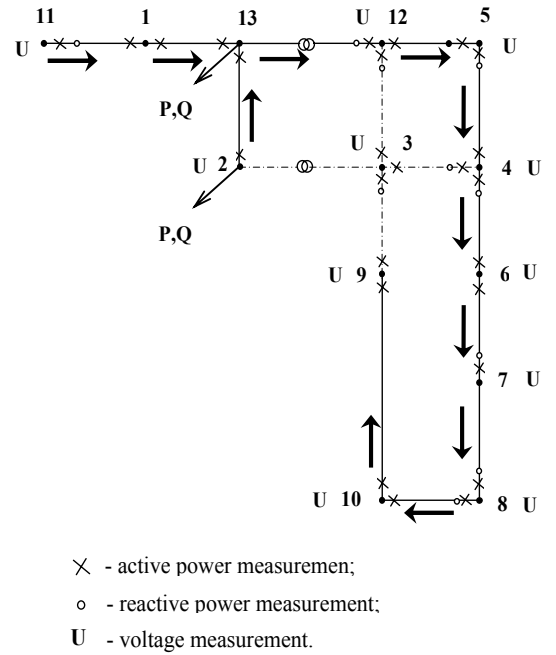 11 1 13 12 5
U U U
P,Q
U 3
U 2 4 U
P,Q
U 9 6 U
7 U
U 10 8 U
- active power measuremen;
- reactive power measurement;
U - voltage measurement.